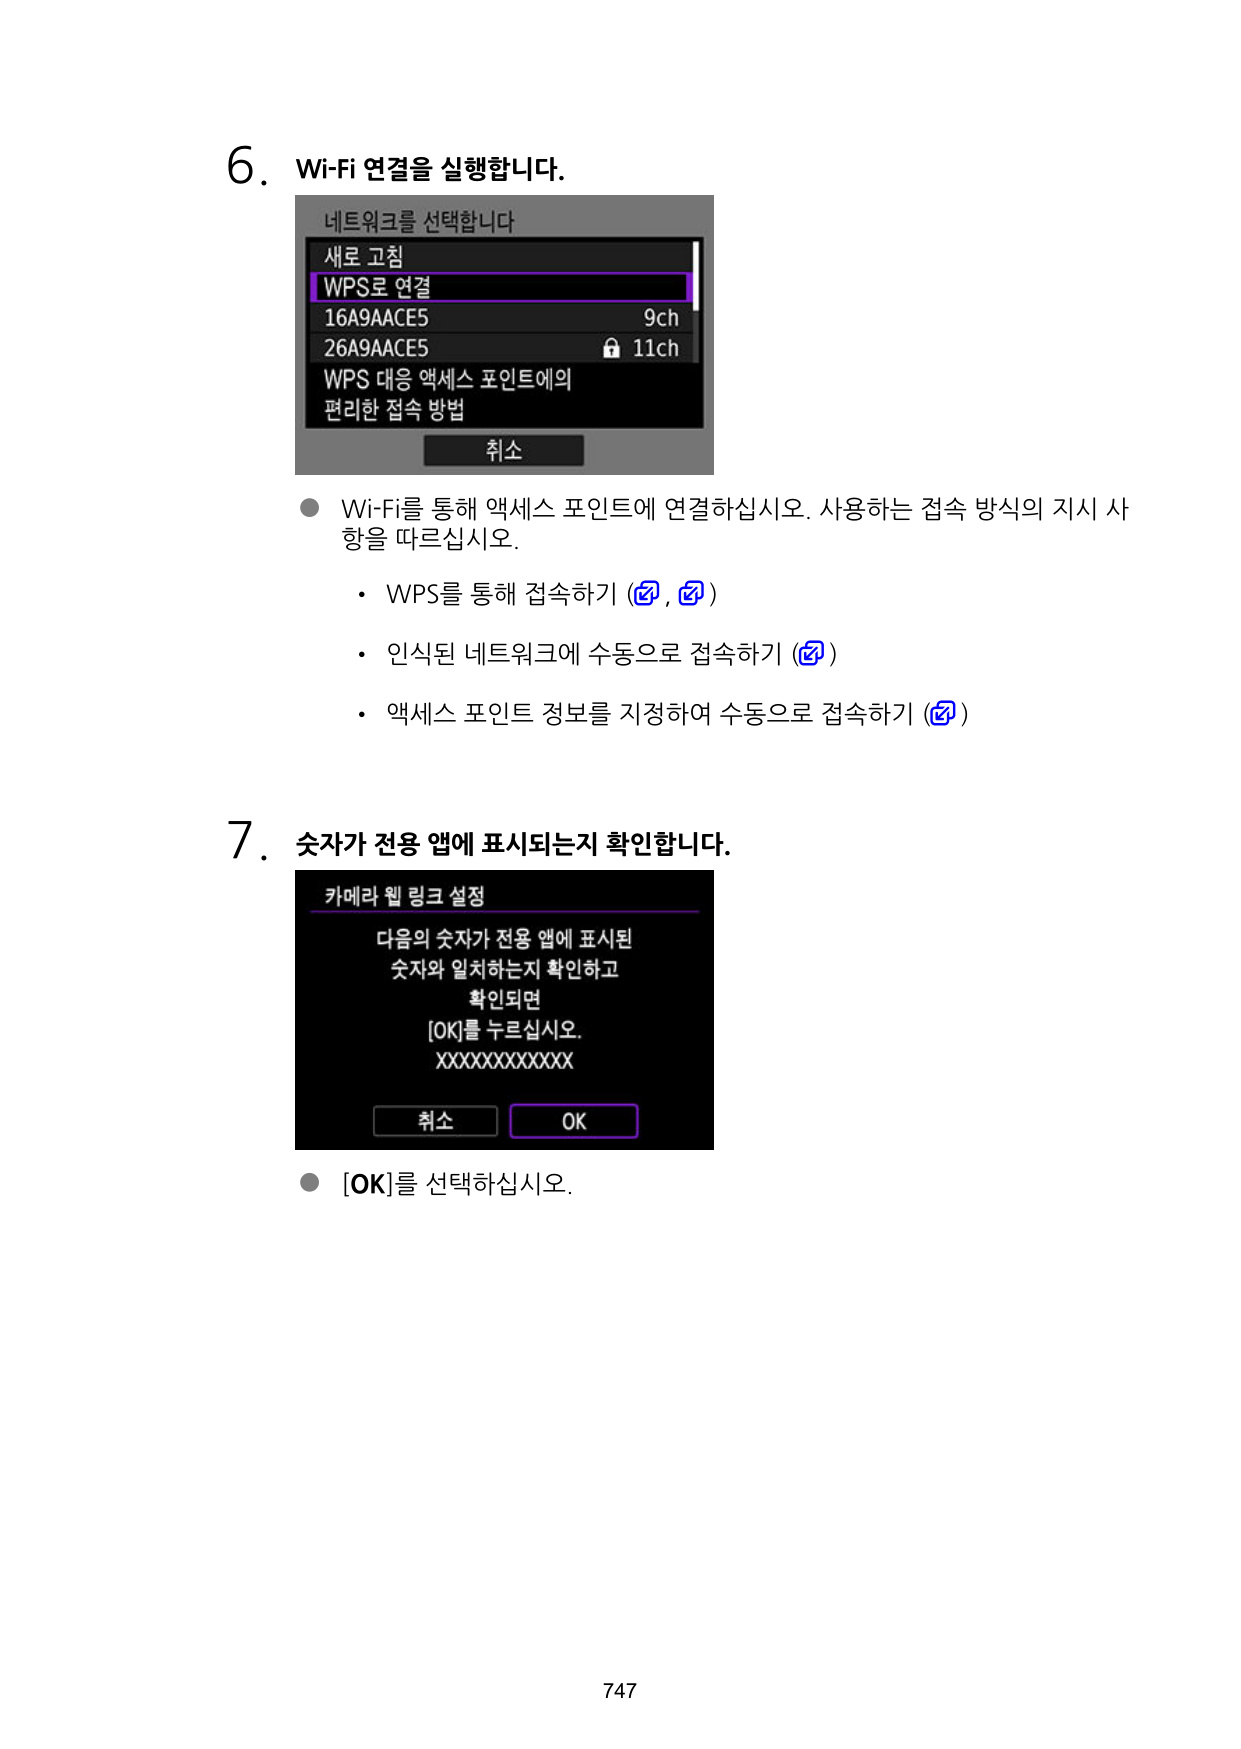 6. Wi-Fi 연결을 실행합니다.
네트워크를 선택합니다
새로 고침
WPS로 연결
16A9AACE5 9ch
26A9AACE5 11ch
WPS 대응 액세스 포인트에의
편리한 접속 방법
취소
● Wi-Fi를 통해 액세스 포인트에 연결하십시오. 사용하는 접속 방식의 지시 사
항을 따르십시오.
• WPS를 통해 접속하기 ( , )
• 인식된 네트워크에 수동으로 접속하기 ( )
• 액세스 포인트 정보를 지정하여 수동으로 접속하기 ( )
7. 숫자가 전용 앱에 표시되는지 확인합니다.
카메라 웹 링크 설정
다음의 숫자가 전용 앱에 표시된
숫자와 일치하는지 확인하고
확인되면
[OK]를 누르십시오.
XXXXXXXXXXXX
취소 OK
● [OK]를 선택하십시오.
747